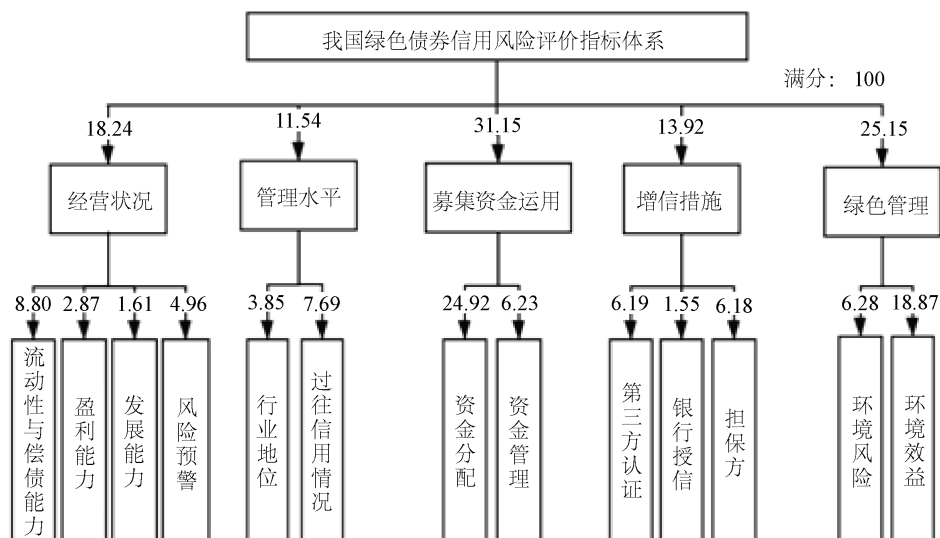 我国绿色债券信用风险评价指标体系
满分： 100
18.24
11.54
31.15
13.92
25.15
经营状况
管理水平
募集资金运用
增信措施
绿色管理
8.80
2.87
1.61
4.96
3.85
7.69
24.92
6.23
6.19
1.55
6.18
6.28
18.87
流动性与偿债能力
盈利能力
发展能力
风险预警
行业地位
过往信用情况
资金分配
资金管理
第三方认证
银行授信
担保方
环境风险
环境效益